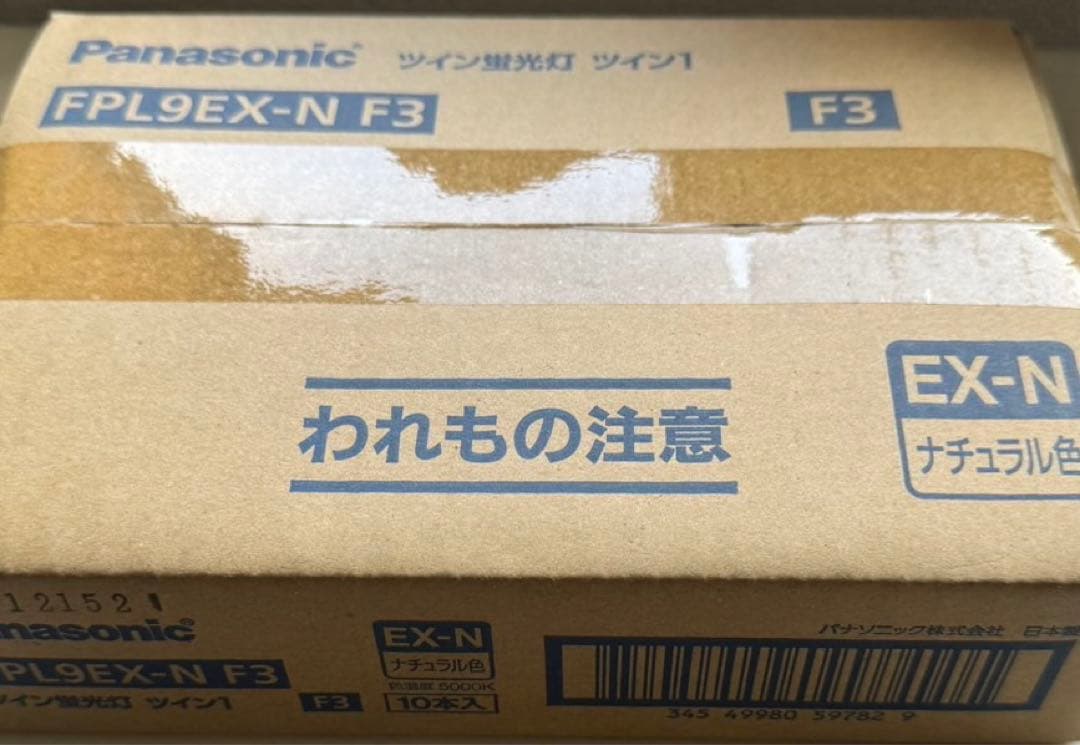 Panasonic ツイン蛍光灯 ツイン1
FPL9EX-N F3 F3
われもの注意
EX-N
ナチュラル色
12152
nasonic
PL9EX-N F3
ツイン蛍光灯 ツイン1 F3
EX-N
ナチュラル色
色温度 5000K
10本入
パナソニック株式会社 日本製
345 49980 59782 9